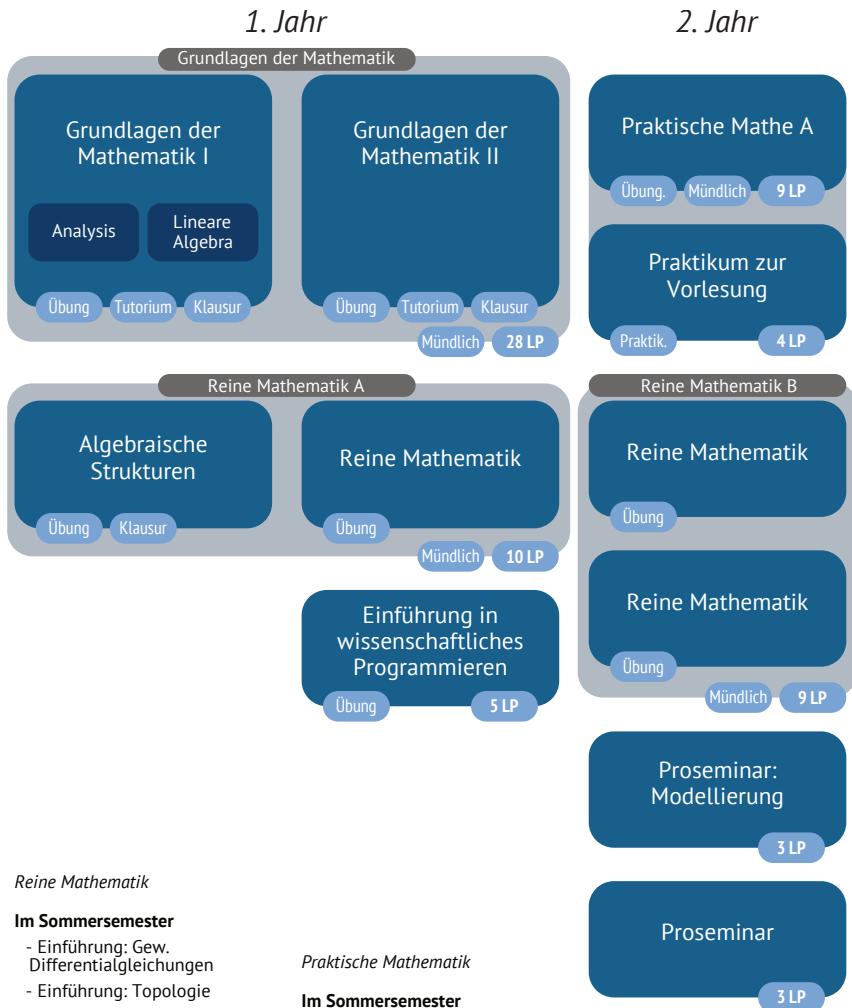 1. Jahr
2. Jahr
Grundlagen der Mathematik
Grundlagen der
Mathematik I
Analysis
Lineare
Algebra
Übung
Tutorium
Klausur
Grundlagen der
Mathematik II
Übung
Tutorium
Klausur
Mündlich
28 LP
Praktische Mathe A
Übung.
Mündlich
9 LP
Praktikum zur
Vorlesung
Praktik.
4 LP
Reine Mathematik A
Algebraische
Strukturen
Übung
Klausur
Reine Mathematik
Übung
Mündlich
10 LP
Reine Mathematik B
Reine Mathematik
Übung
Reine Mathematik
Übung
Mündlich
9 LP
Einführung in
wissenschaftliches
Programmieren
Übung
5 LP
Proseminar:
Modellierung
3 LP
Proseminar
3 LP
Reine Mathematik
Im Sommersemester
- Einführung: Gew.
Differentialgleichungen
- Einführung: Topologie
Praktische Mathematik
Im Sommersemester